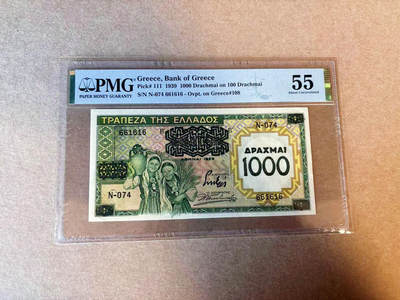 PMG
PAPER MONEY GUARANTY
Greece, Bank of Greece
Pick# 111 1939 1000 Drachmai on 100 Drachmai
S/N N-074 661616 - Ovpt. on Greece#108
55
About Uncirculated
ΤΡΑΠΕΖΑ ΤΗΣ ΕΛΛΑΔΟΣ
661616
N-074
ΔΡΑΧΜΑΙ
1000
N-074
661616